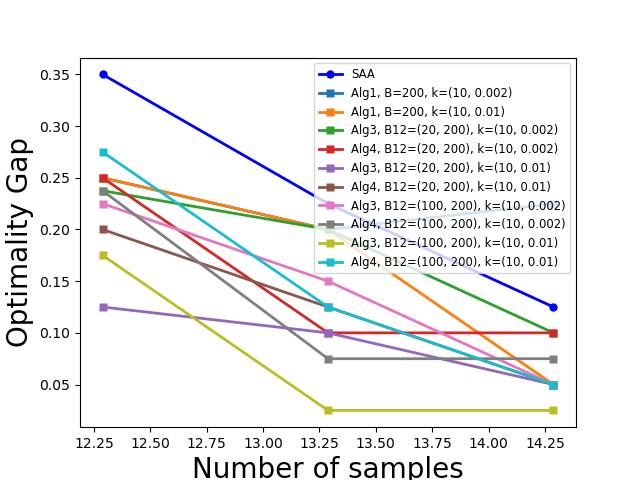 0.35
0.30
0.25
0.20
0.15
0.10
0.05
Optimality Gap
SAA
Alg1, B=200, k=(10, 0.002)
Alg1, B=200, k=(10, 0.01)
Alg3, B12=(20, 200), k=(10, 0.002)
Alg4, B12=(20, 200), k=(10, 0.002)
Alg3, B12=(20, 200), k=(10, 0.01)
Alg4, B12=(20, 200), k=(10, 0.01)
Alg3, B12=(100, 200), k=(10, 0.002)
Alg4, B12=(100, 200), k=(10, 0.002)
Alg3, B12=(100, 200), k=(10, 0.01)
Alg4, B12=(100, 200), k=(10, 0.01)
12.25 12.50 12.75 13.00 13.25 13.50 13.75 14.00 14.25
Number of samples